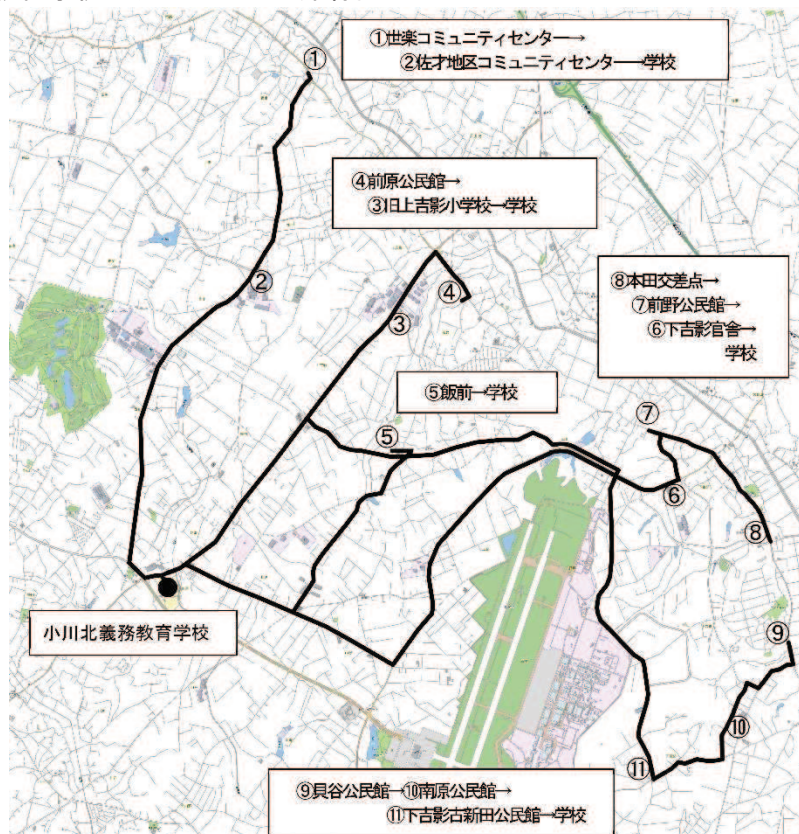 ①世楽コミュニティセンター→
②佐才地区コミュニティセンター→学校
①
④前原公民館→
③旧上吉影小学校→学校
②
④
③
⑧本田交差点→
⑦前野公民館→
⑥下吉影官舎→
学校
⑤飯前→学校
⑤
⑦
⑥
⑧
小川北義務教育学校
⑨
⑩
⑪
⑨貝谷公民館→⑩南原公民館→
⑪下吉影古新田公民館→学校